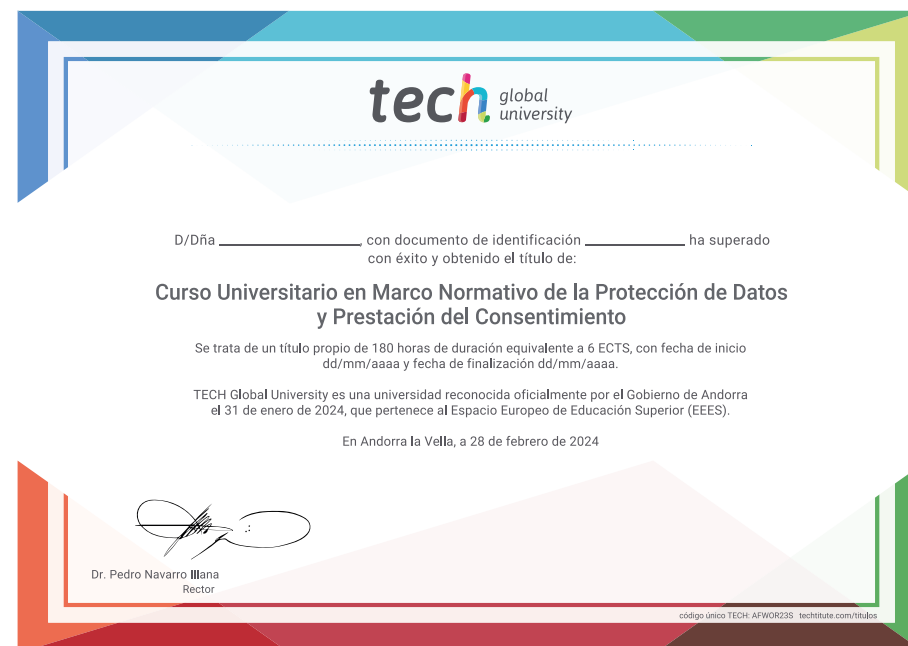 tech global university
D/Dña ____________________, con documento de identificación ______________ ha superado
con éxito y obtenido el título de:
Curso Universitario en Marco Normativo de la Protección de Datos
y Prestación del Consentimiento
Se trata de un título propio de 180 horas de duración equivalente a 6 ECTS, con fecha de inicio
dd/mm/aaaa y fecha de finalización dd/mm/aaaa.
TECH Global University es una universidad reconocida oficialmente por el Gobierno de Andorra
el 31 de enero de 2024, que pertenece al Espacio Europeo de Educación Superior (EEES).
En Andorra la Vella, a 28 de febrero de 2024
Dr. Pedro Navarro Illana
Rector
código único TECH: AFWOR23S techtitute.com/titulos